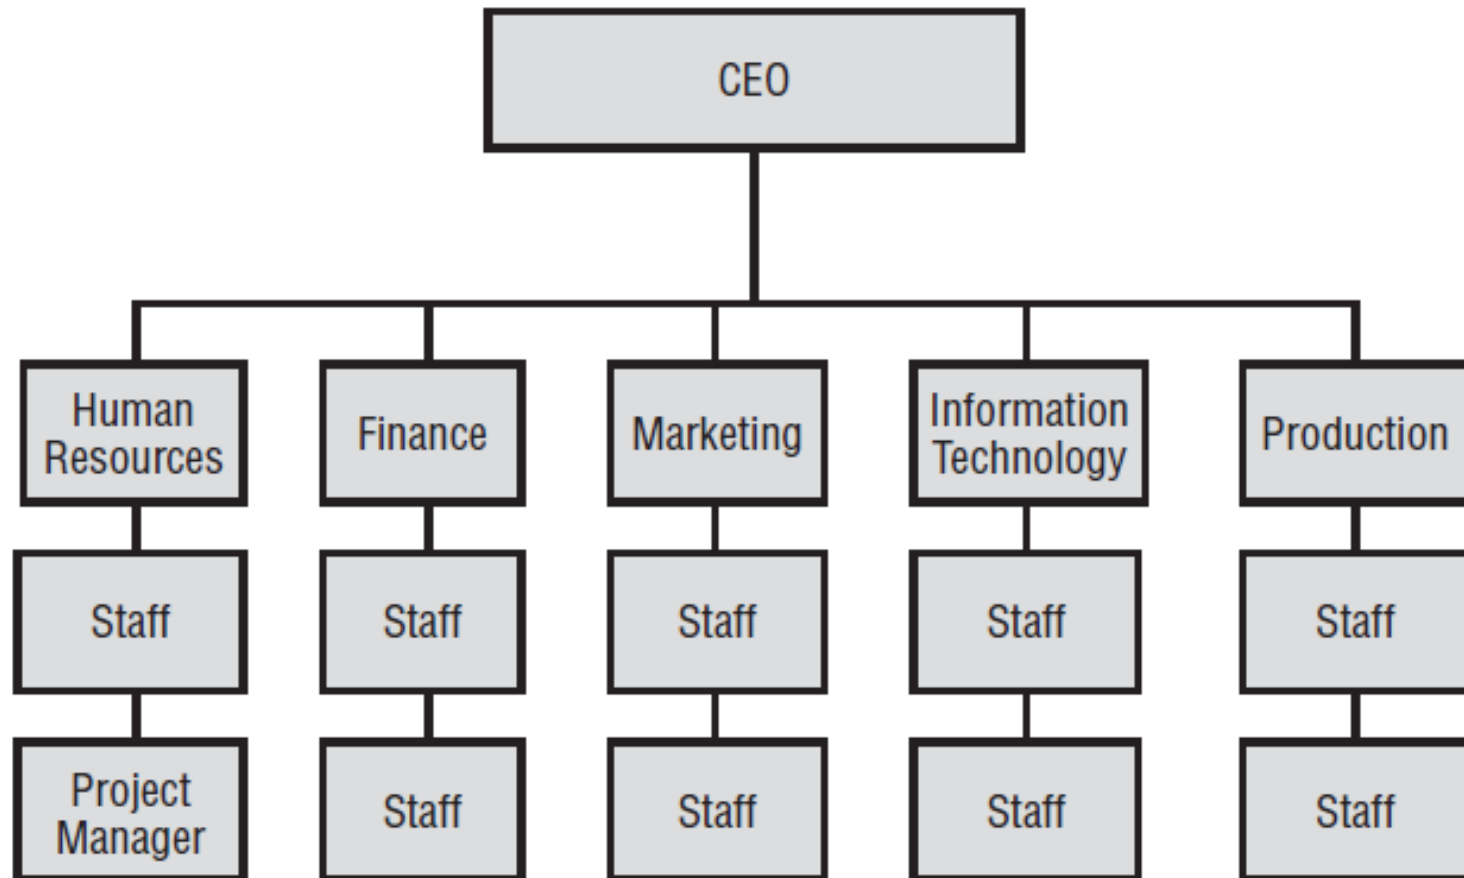 CEO
Human
Resources
Finance
Marketing
Information
Technology
Production
Staff
Staff
Staff
Staff
Staff
Project
Manager
Staff
Staff
Staff
Staff